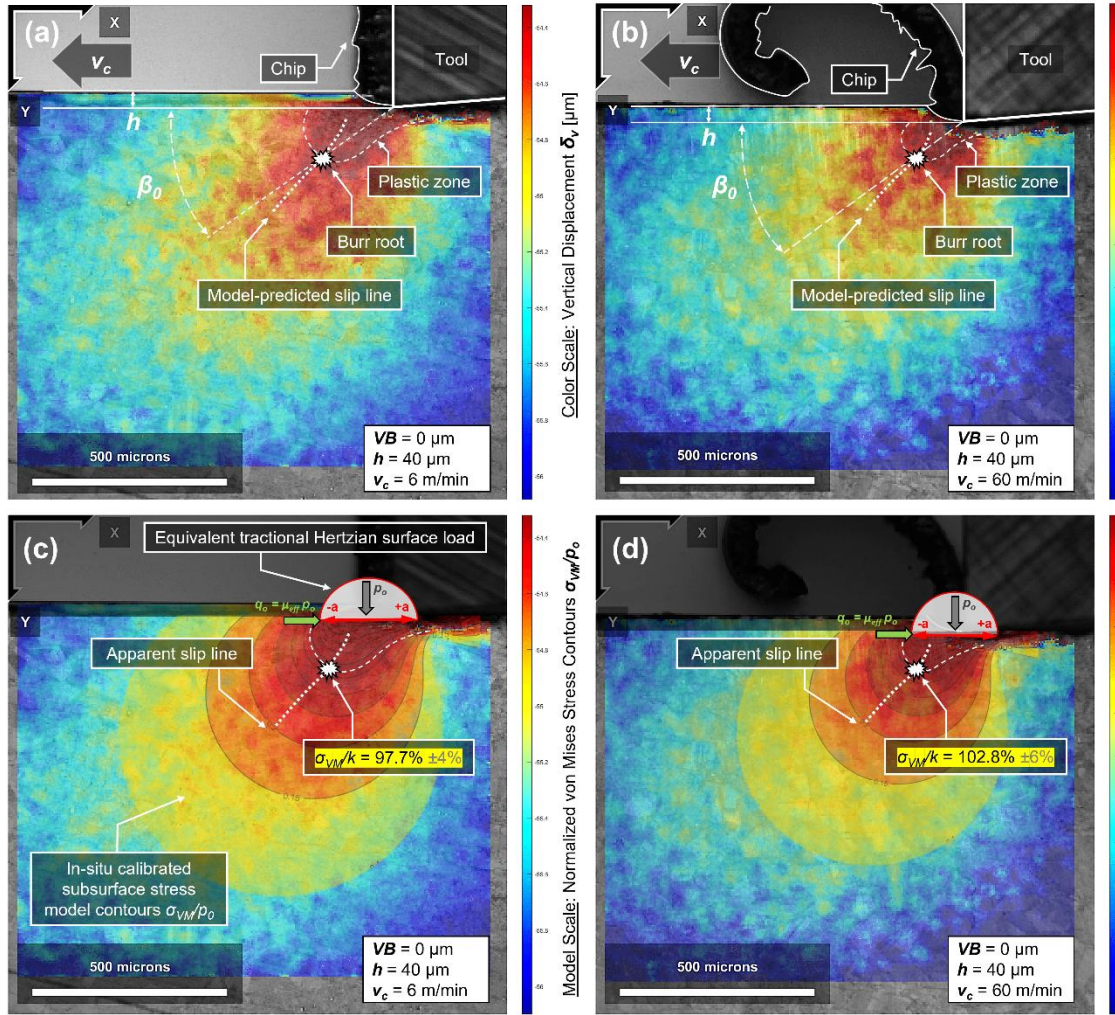 (a)
X
v_c
Chip
Tool
Y
h
β_0
Plastic zone
Burr root
Model-predicted slip line
500 microns
VB = 0 µm
h = 40 µm
v_c = 6 m/min
Color Scale: Vertical Displacement δ_v [µm]
(b)
X
v_c
Chip
Tool
Y
h
β_0
Plastic zone
Burr root
Model-predicted slip line
500 microns
VB = 0 µm
h = 40 µm
v_c = 60 m/min
(c)
X
Equivalent tractional Hertzian surface load
p_o
q_o = µ_eff p_o
-a
+a
Y
Apparent slip line
σ_VM/k = 97.7% ±4%
0.15
In-situ calibrated
subsurface stress
model contours σ_VM/p_0
500 microns
VB = 0 µm
h = 40 µm
v_c = 6 m/min
Model Scale: Normalized von Mises Stress Contours σ_VM/p_o
(d)
X
p_o
q_o = µ_eff p_o
-a
+a
Y
Apparent slip line
σ_VM/k = 102.8% ±6%
500 microns
VB = 0 µm
h = 40 µm
v_c = 60 m/min